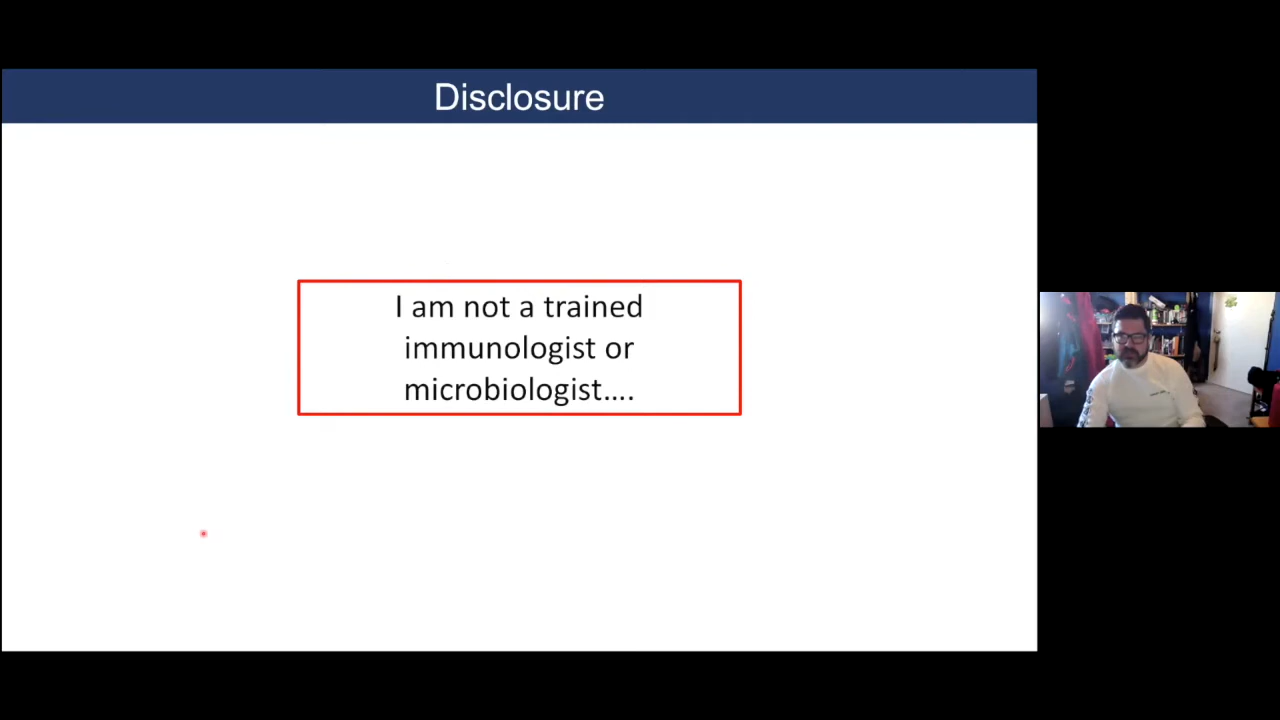 Disclosure
I am not a trained
immunologist or
microbiologist....